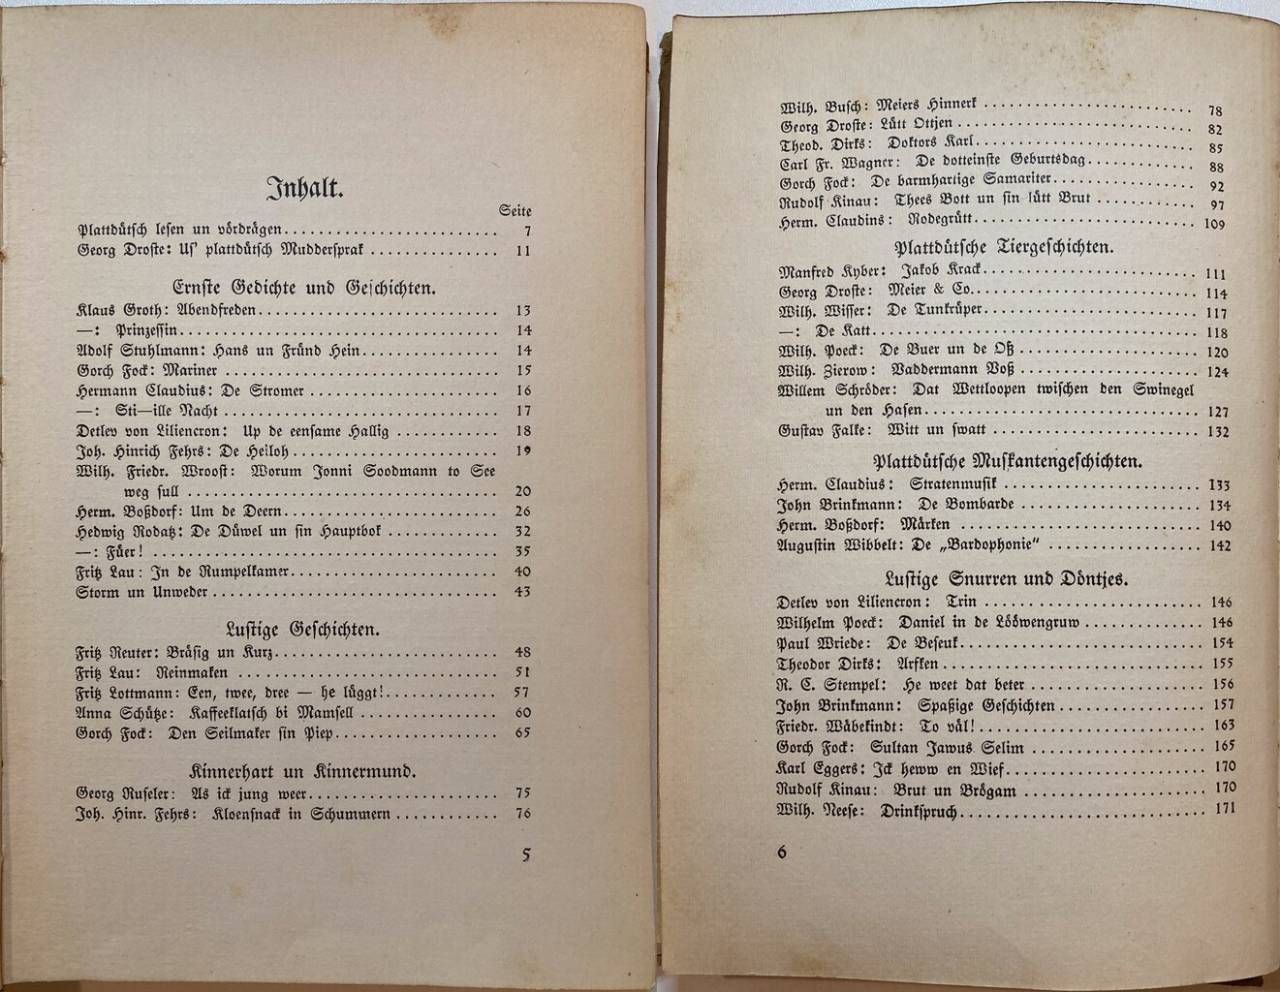 Inhalt.
Seite
Plattdütsch lesen un vördrägen 7
Georg Droste: Us' plattdütsch Muddersprak 11
Ernste Gedichte und Geschichten.
Klaus Groth: Abendfreden 13
—: Prinzessin 14
Adolf Stuhlmann: Hans un Fründ Hein 14
Gorch Fock: Mariner 15
Hermann Claudius: De Stromer 16
—: Sti—ille Nacht 17
Detlev von Liliencron: Up de eensame Hallig 18
Joh. Hinrich Fehrs: De Heiloh 19
Wilh. Friedr. Wroost: Worum Jonni Soodmann to See
weg sull 20
Herm. Boßdorf: Um de Deern 26
Hedwig Rodatz: De Düwel un sin Hauptbok 32
—: Füer! 35
Fritz Lau: In de Rumpelkamer 40
Storm un Unweder 43
Lustige Geschichten.
Fritz Reuter: Bräsig un Kurz 48
Fritz Lau: Reinmaken 51
Fritz Lottmann: Een, twee, dree — he lüggt! 57
Anna Schütze: Kaffeeklatsch bi Mamsell 60
Gorch Fock: Den Seilmaker sin Piep 65
Kinnerhart un Kinnermund.
Georg Ruseler: As ick jung weer 75
Joh. Hinr. Fehrs: Kloensnack in Schummern 76
5
Wilh. Busch: Meiers Hinnerk 78
Georg Droste: Lütt Ottjen 82
Theod. Dirks: Doktors Karl 85
Carl Fr. Wagner: De dotteinste Geburtsdag 88
Gorch Fock: De barmhartige Samariter 92
Rudolf Kinau: Thees Bott un sin lütt Brut 97
Herm. Claudius: Rodegrütt 109
Plattdütsche Tiergeschichten.
Manfred Kyber: Jakob Krack 111
Georg Droste: Meier & Co. 114
Wilh. Wisser: De Tunkrüper 117
—: De Katt 118
Wilh. Poeck: De Buer un de Oß 120
Wilh. Zierow: Vaddermann Voß 124
Willem Schröder: Dat Wettloopen twischen den Swinegel
un den Hasen 127
Gustav Falke: Witt un swatt 132
Plattdütsche Musikantengeschichten.
Herm. Claudius: Stratenmusik 133
John Brinkmann: De Bombarde 134
Herm. Boßdorf: Märken 140
Augustin Wibbelt: De „Bardophonie“ 142
Lustige Snurren und Döntjes.
Detlev von Liliencron: Trin 146
Wilhelm Poeck: Daniel in de Lööwengruw 146
Paul Wriede: De Beseuk 154
Theodor Dirks: Arfken 155
R. C. Stempel: He weet dat beter 156
John Brinkmann: Spaßige Geschichten 157
Friedr. Wäbekindt: To väl! 163
Gorch Fock: Sultan Jawus Selim 165
Karl Eggers: Ick heww en Wief 170
Rudolf Kinau: Brut un Brögam 170
Wilh. Neese: Drinkspruch 171
6